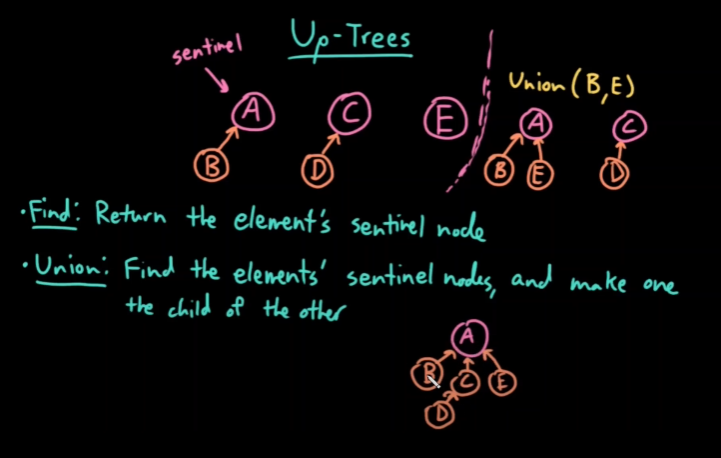 Up-Trees
sentinel
Union(B,E)
A
C
E
A
C
B
D
B
E
D
·Find: Return the element's sentinel node
·Union: Find the elements' sentinel nodes, and make one
the child of the other
A
B
C
E
D